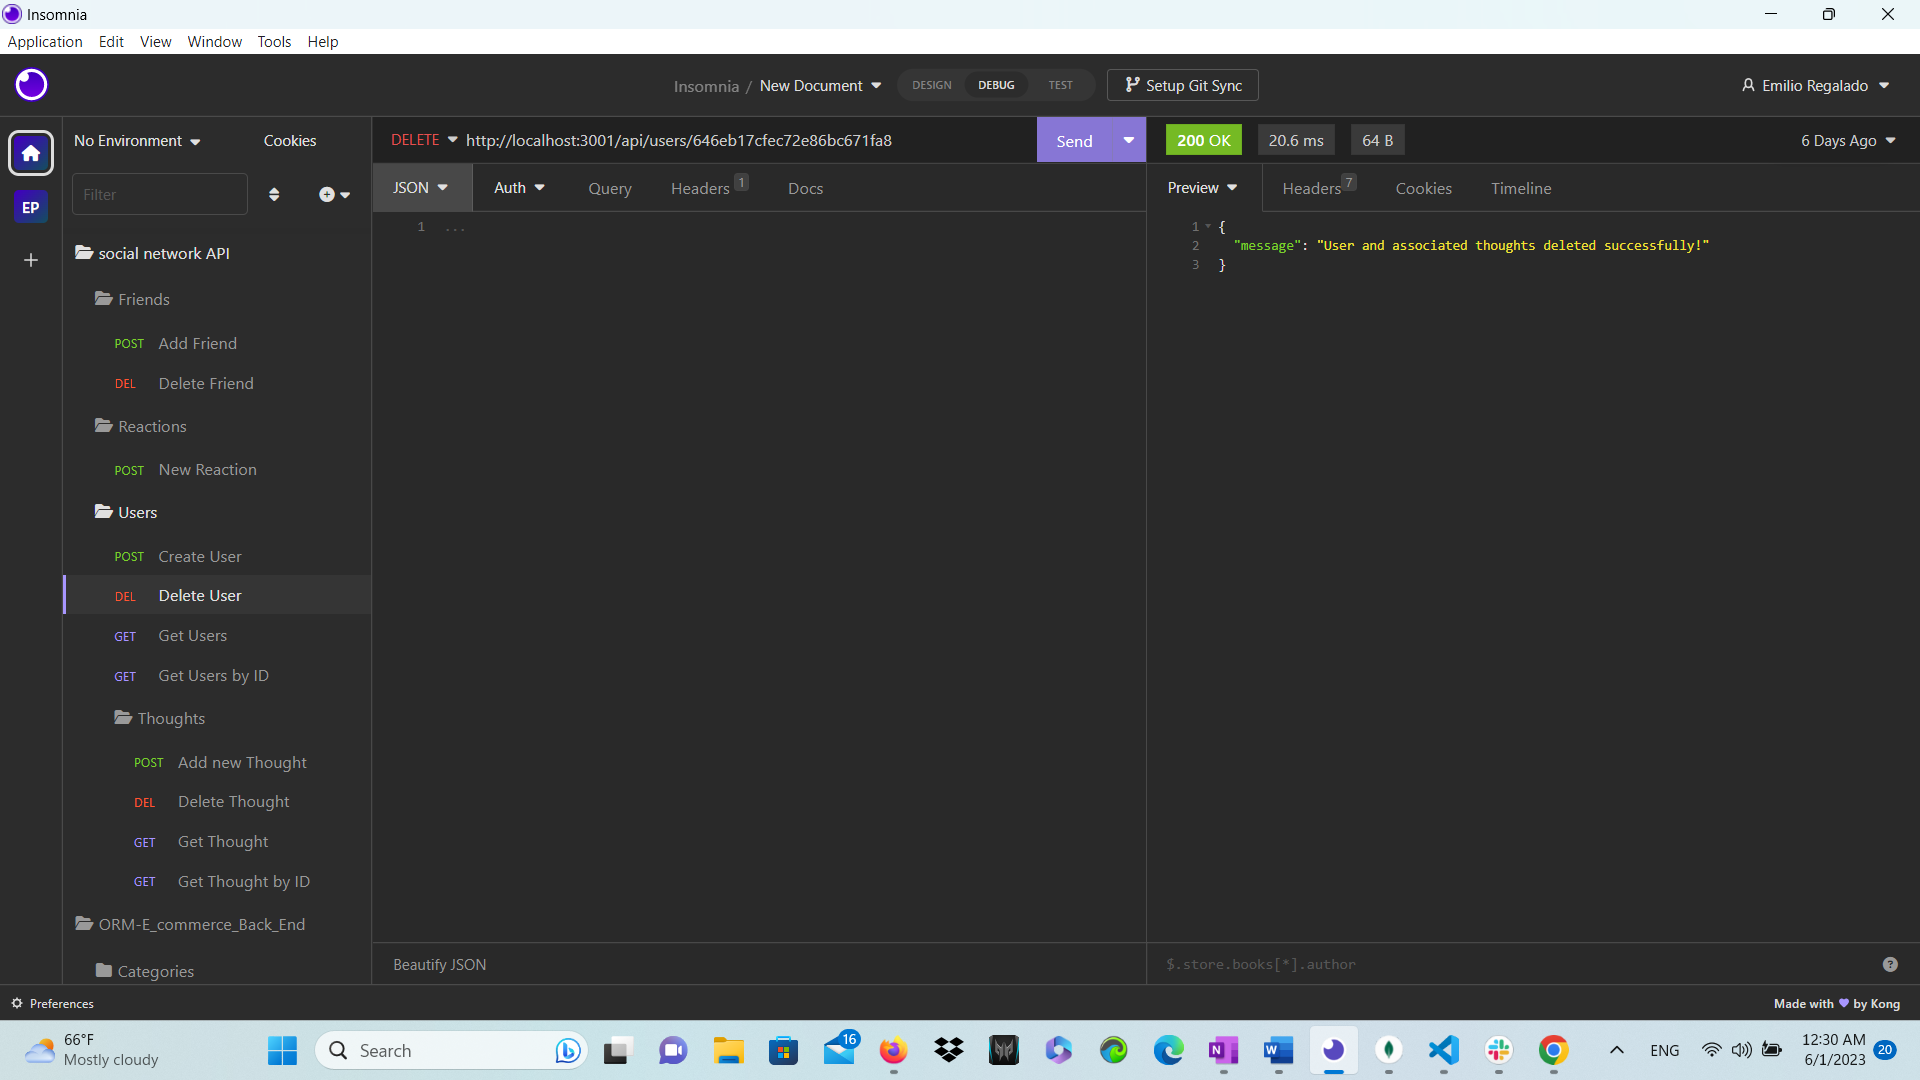 Insomnia
Application Edit View Window Tools Help
Insomnia / New Document DESIGN DEBUG TEST Setup Git Sync Emilio Regalado
No Environment Cookies
DELETE http://localhost:3001/api/users/646eb17cfec72e86bc671fa8 Send
200 OK 20.6 ms 64 B 6 Days Ago
Filter
JSON Auth Query Headers 1 Docs
Preview Headers 7 Cookies Timeline
EP
1 ...
1 {
2 "message": "User and associated thoughts deleted successfully!"
3 }
social network API
Friends
POST Add Friend
DEL Delete Friend
Reactions
POST New Reaction
Users
POST Create User
DEL Delete User
GET Get Users
GET Get Users by ID
Thoughts
POST Add new Thought
DEL Delete Thought
GET Get Thought
GET Get Thought by ID
ORM-E_commerce_Back_End
Categories
Beautify JSON
$.store.books[*].author
Preferences
Made with by Kong
66°F
Mostly cloudy
Search
16
ENG
12:30 AM
6/1/2023
20